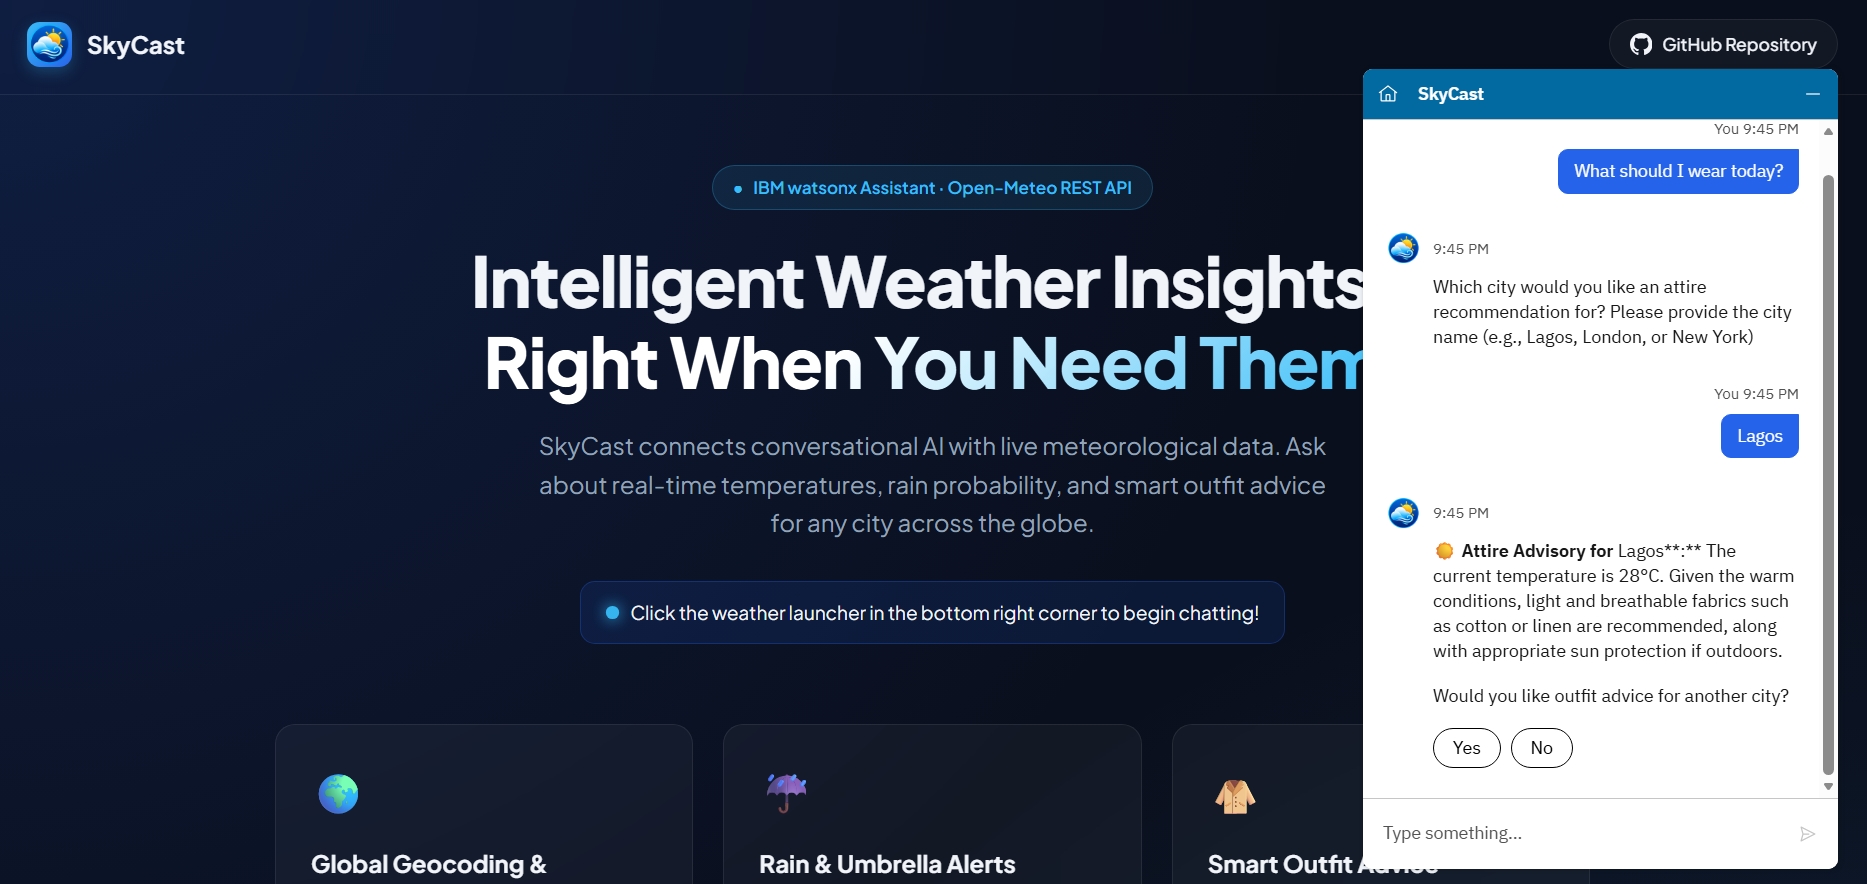 SkyCast
GitHub Repository
IBM watsonx Assistant · Open-Meteo REST API
Intelligent Weather Insights
Right When You Need Them
SkyCast connects conversational AI with live meteorological data. Ask
about real-time temperatures, rain probability, and smart outfit advice
for any city across the globe.
Click the weather launcher in the bottom right corner to begin chatting!
Global Geocoding &
Rain & Umbrella Alerts
Smart Outfit Advice
SkyCast
You 9:45 PM
What should I wear today?
9:45 PM
Which city would you like an attire
recommendation for? Please provide the city
name (e.g., Lagos, London, or New York)
You 9:45 PM
Lagos
9:45 PM
Attire Advisory for Lagos**:** The
current temperature is 28°C. Given the warm
conditions, light and breathable fabrics such
as cotton or linen are recommended, along
with appropriate sun protection if outdoors.
Would you like outfit advice for another city?
Yes
No
Type something...